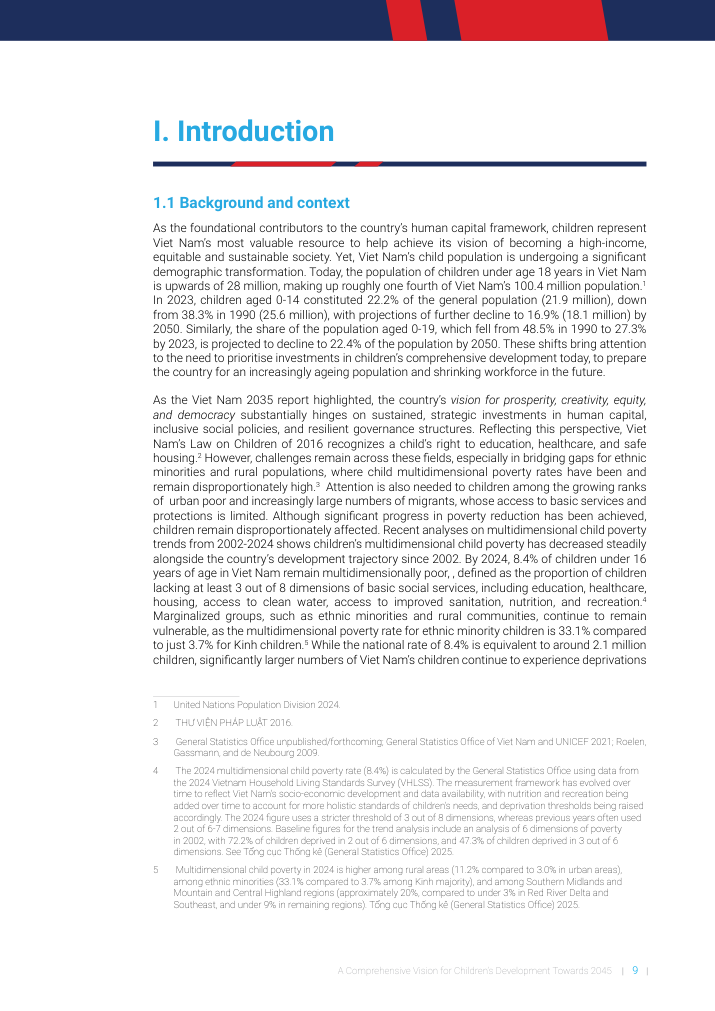 I. Introduction
1.1 Background and context
As the foundational contributors to the country's human capital framework, children represent
Viet Nam's most valuable resource to help achieve its vision of becoming a high-income,
equitable and sustainable society. Yet, Viet Nam's child population is undergoing a significant
demographic transformation. Today, the population of children under age 18 years in Viet Nam
is upwards of 28 million, making up roughly one fourth of Viet Nam's 100.4 million population.1
In 2023, children aged 0-14 constituted 22.2% of the general population (21.9 million), down
from 38.3% in 1990 (25.6 million), with projections of further decline to 16.9% (18.1 million) by
2050. Similarly, the share of the population aged 0-19, which fell from 48.5% in 1990 to 27.3%
by 2023, is projected to decline to 22.4% of the population by 2050. These shifts bring attention
to the need to prioritise investments in children's comprehensive development today, to prepare
the country for an increasingly ageing population and shrinking workforce in the future.
As the Viet Nam 2035 report highlighted, the country's vision for prosperity, creativity, equity,
and democracy substantially hinges on sustained, strategic investments in human capital,
inclusive social policies, and resilient governance structures. Reflecting this perspective, Viet
Nam's Law on Children of 2016 recognizes a child's right to education, healthcare, and safe
housing.2 However, challenges remain across these fields, especially in bridging gaps for ethnic
minorities and rural populations, where child multidimensional poverty rates have been and
remain disproportionately high.3 Attention is also needed to children among the growing ranks
of urban poor and increasingly large numbers of migrants, whose access to basic services and
protections is limited. Although significant progress in poverty reduction has been achieved,
children remain disproportionately affected. Recent analyses on multidimensional child poverty
trends from 2002-2024 shows children's multidimensional child poverty has decreased steadily
alongside the country's development trajectory since 2002. By 2024, 8.4% of children under 16
years of age in Viet Nam remain multidimensionally poor, , defined as the proportion of children
lacking at least 3 out of 8 dimensions of basic social services, including education, healthcare,
housing, access to clean water, access to improved sanitation, nutrition, and recreation.4
Marginalized groups, such as ethnic minorities and rural communities, continue to remain
vulnerable, as the multidimensional poverty rate for ethnic minority children is 33.1% compared
to just 3.7% for Kinh children.5 While the national rate of 8.4% is equivalent to around 2.1 million
children, significantly larger numbers of Viet Nam's children continue to experience deprivations
1 United Nations Population Division 2024.
2 THƯ VIỆN PHÁP LUẬT 2016.
3 General Statistics Office unpublished/forthcoming; General Statistics Office of Viet Nam and UNICEF 2021; Roelen,
Gassmann, and de Neubourg 2009.
4 The 2024 multidimensional child poverty rate (8.4%) is calculated by the General Statistics Office using data from
the 2024 Vietnam Household Living Standards Survey (VHLSS). The measurement framework has evolved over
time to reflect Viet Nam's socio-economic development and data availability, with nutrition and recreation being
added over time to account for more holistic standards of children's needs, and deprivation thresholds being raised
accordingly. The 2024 figure uses a stricter threshold of 3 out of 8 dimensions, whereas previous years often used
2 out of 6-7 dimensions. Baseline figures for the trend analysis include an analysis of 6 dimensions of poverty
in 2002, with 72.2% of children deprived in 2 out of 6 dimensions, and 47.3% of children deprived in 3 out of 6
dimensions. See Tổng cục Thống kê (General Statistics Office) 2025.
5 Multidimensional child poverty in 2024 is higher among rural areas (11.2% compared to 3.0% in urban areas),
among ethnic minorities (33.1% compared to 3.7% among Kinh majority), and among Southern Midlands and
Mountain and Central Highland regions (approximately 20%, compared to under 3% in Red River Delta and
Southeast, and under 9% in remaining regions). Tổng cục Thống kê (General Statistics Office) 2025.
A Comprehensive Vision for Children's Development Towards 2045 | 9 |